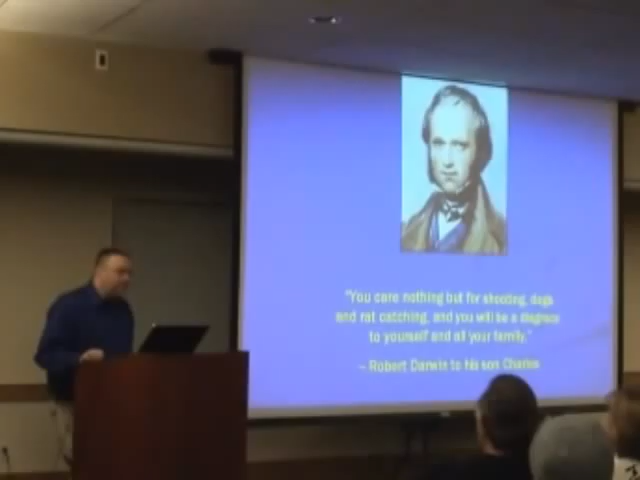 "You care nothing but for shooting, dogs
and rat catching, and you will be a disgrace
to yourself and all your family."
– Robert Darwin to his son Charles